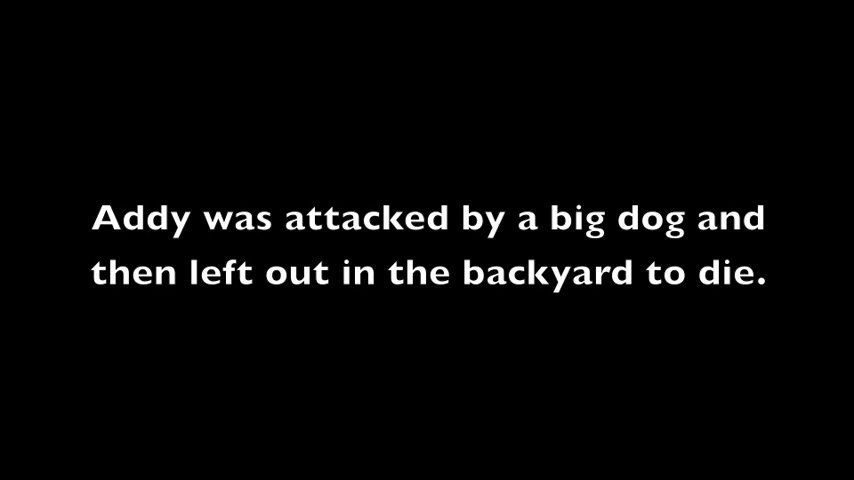 Addy was attacked by a big dog and
then left out in the backyard to die.